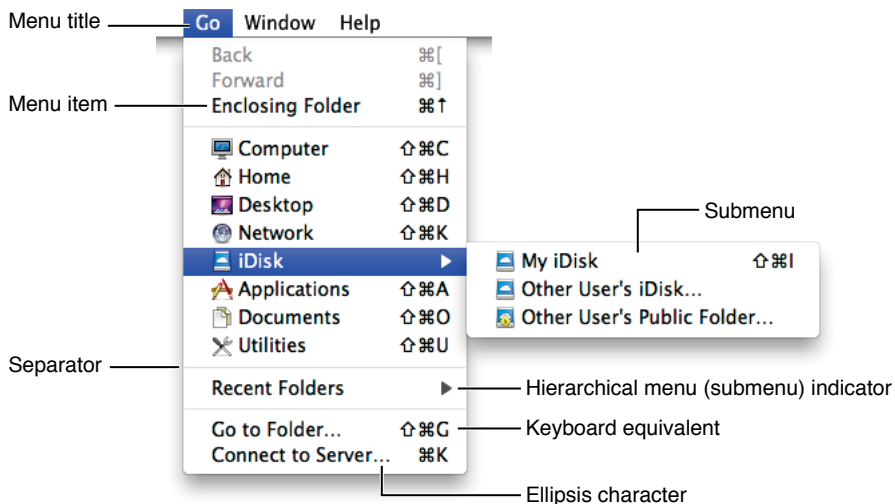 Menu title
Go Window Help
Back ⌘[
Forward ⌘]
Menu item
Enclosing Folder ⌘↑
Computer ⇧⌘C
Home ⇧⌘H
Desktop ⇧⌘D
Network ⇧⌘K
Submenu
iDisk
My iDisk ⇧⌘I
Other User's iDisk...
Other User's Public Folder...
Applications ⇧⌘A
Documents ⇧⌘O
Utilities ⇧⌘U
Separator
Recent Folders
Hierarchical menu (submenu) indicator
Go to Folder... ⇧⌘G
Keyboard equivalent
Connect to Server... ⌘K
Ellipsis character